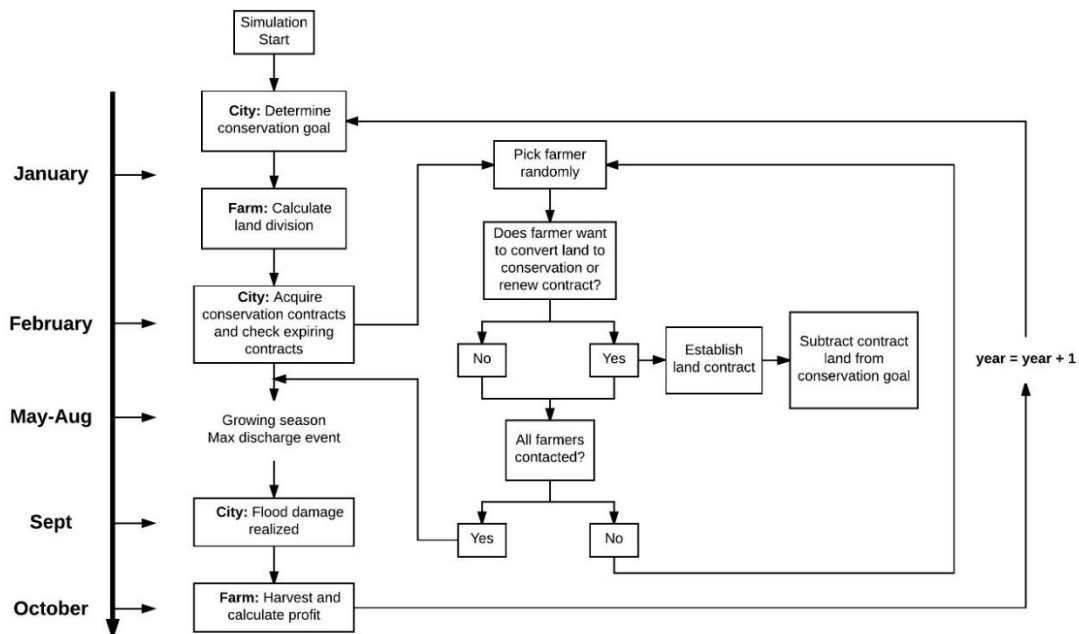 Simulation
Start
City: Determine
conservation goal
January
Pick farmer
randomly
Farm: Calculate
land division
Does farmer want
to convert land to
conservation or
renew contract?
February
City: Acquire
conservation contracts
and check expiring
contracts
No
Yes
Establish
land contract
Subtract contract
land from
conservation goal
year = year + 1
May-Aug
Growing season
Max discharge event
All farmers
contacted?
Sept
City: Flood damage
realized
Yes
No
October
Farm: Harvest and
calculate profit